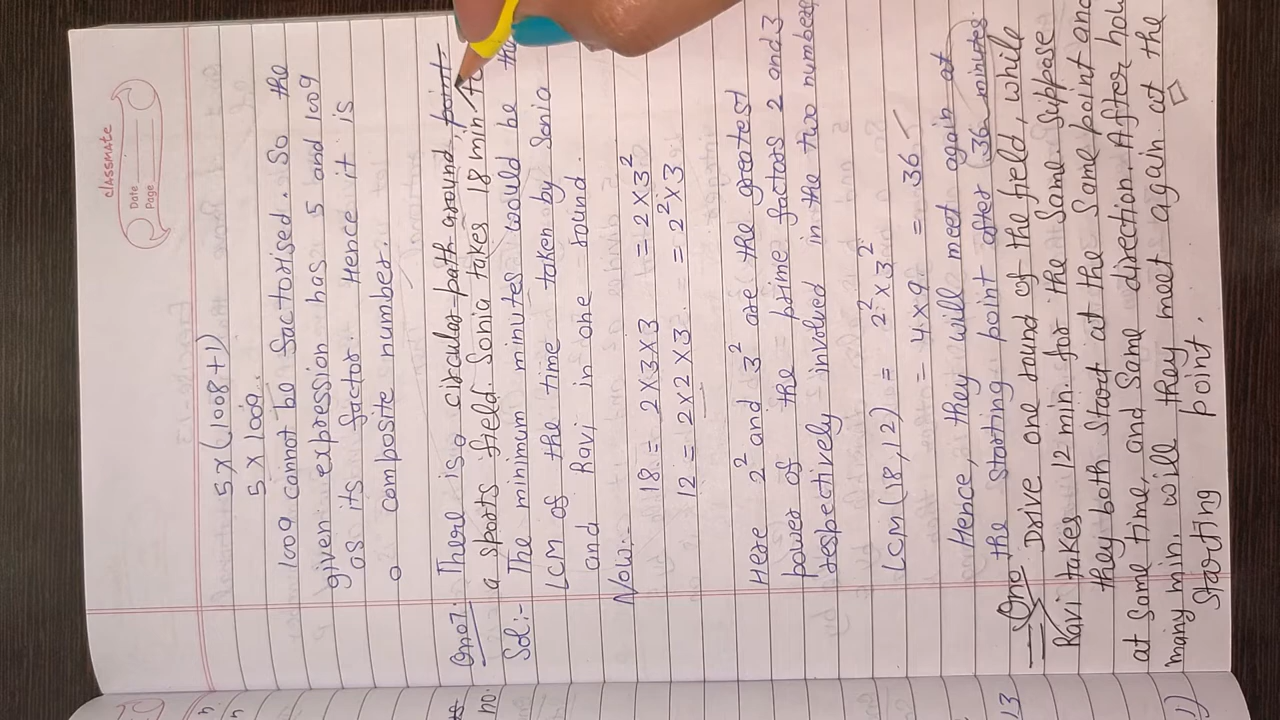 classmate
Date
Page
5 × (1008 + 1)
5 × 1009.
1009 cannot be factorised. So the
given expression has 5 and 1009
as its factor. Hence it is
a composite number.
Qno7. There is a circular path around point
a sports field. Sonia takes 18 min to
Sol:- The minimum minutes would be the
LCM of the time taken by Sonia
and Ravi in one round.
Now:-
18 = 2×3×3 = 2×3²
12 = 2×2×3 = 2²×3
Here 2² and 3² are the greatest
power of the prime factors 2 and 3
respectively involved in the two numbers
LCM (18,12) = 2²×3²
= 4×9 = 36
Hence, they will meet again at
the starting point after 36 minutes.
Qno Drive one round of the field, while
Ravi takes 12 min for the Same Suppose
they both Start at the Same point and
at Same time, and Same direction. After how
many min. will they meet again at the
Starting point.
no.
13